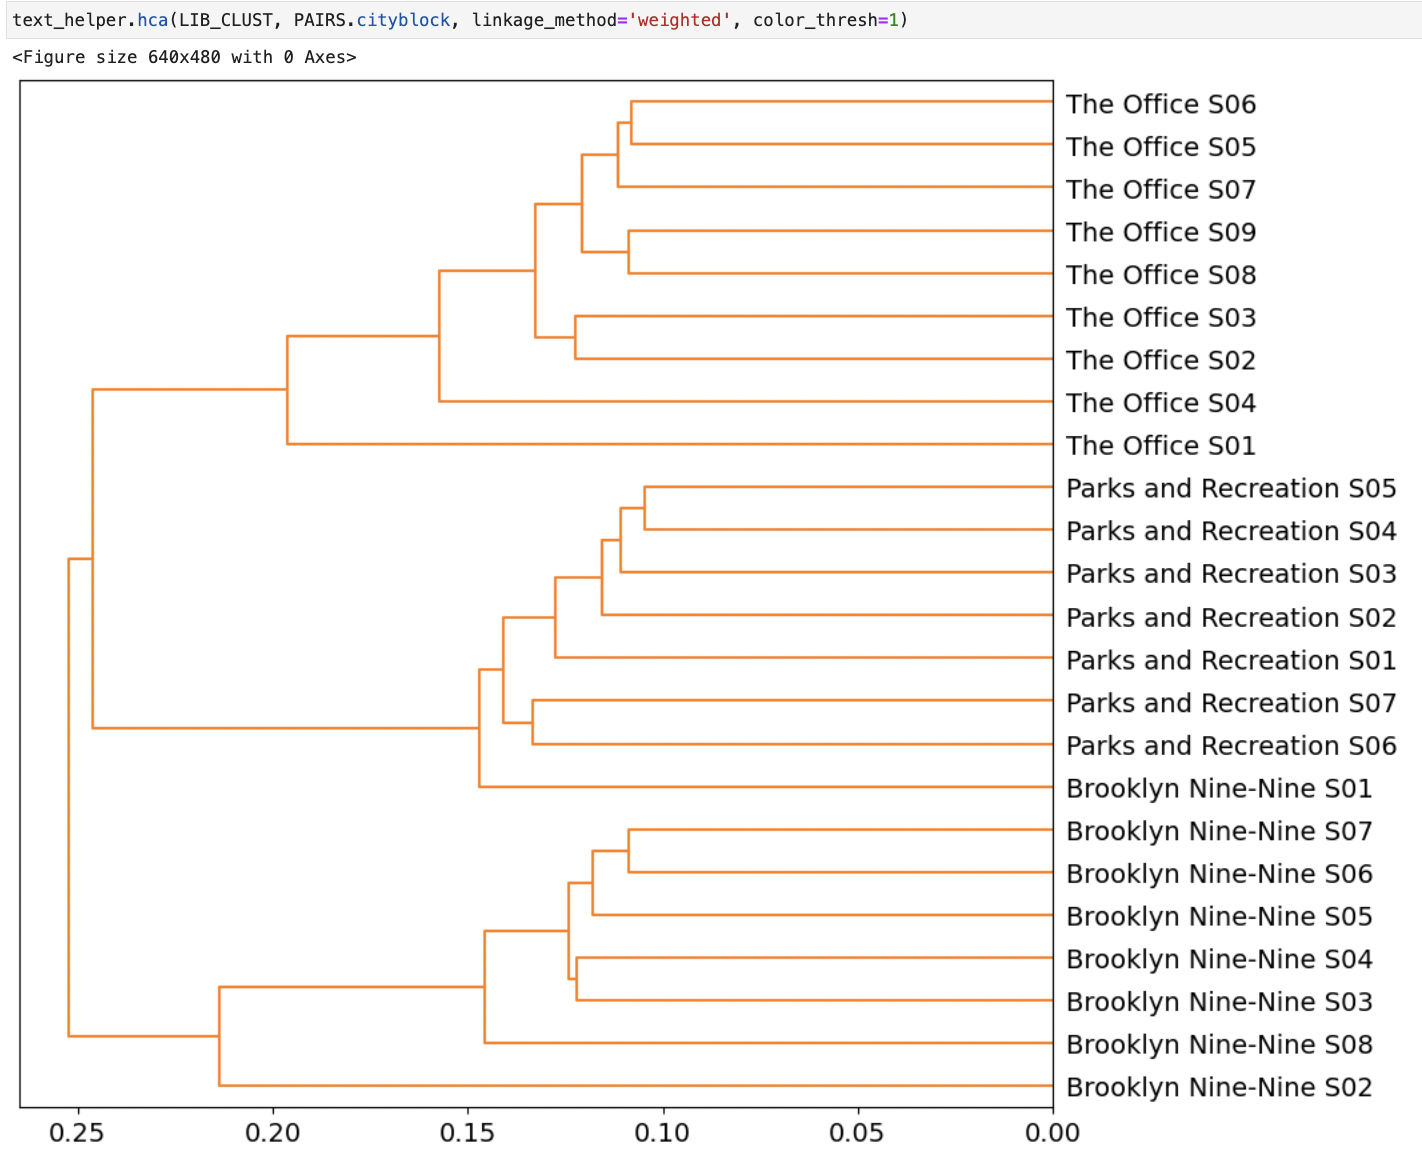 text_helper.hca(LIB_CLUST, PAIRS.cityblock, linkage_method='weighted', color_thresh=1)
<Figure size 640x480 with 0 Axes>
The Office S06
The Office S05
The Office S07
The Office S09
The Office S08
The Office S03
The Office S02
The Office S04
The Office S01
Parks and Recreation S05
Parks and Recreation S04
Parks and Recreation S03
Parks and Recreation S02
Parks and Recreation S01
Parks and Recreation S07
Parks and Recreation S06
Brooklyn Nine-Nine S01
Brooklyn Nine-Nine S07
Brooklyn Nine-Nine S06
Brooklyn Nine-Nine S05
Brooklyn Nine-Nine S04
Brooklyn Nine-Nine S03
Brooklyn Nine-Nine S08
Brooklyn Nine-Nine S02
0.25 0.20 0.15 0.10 0.05 0.00